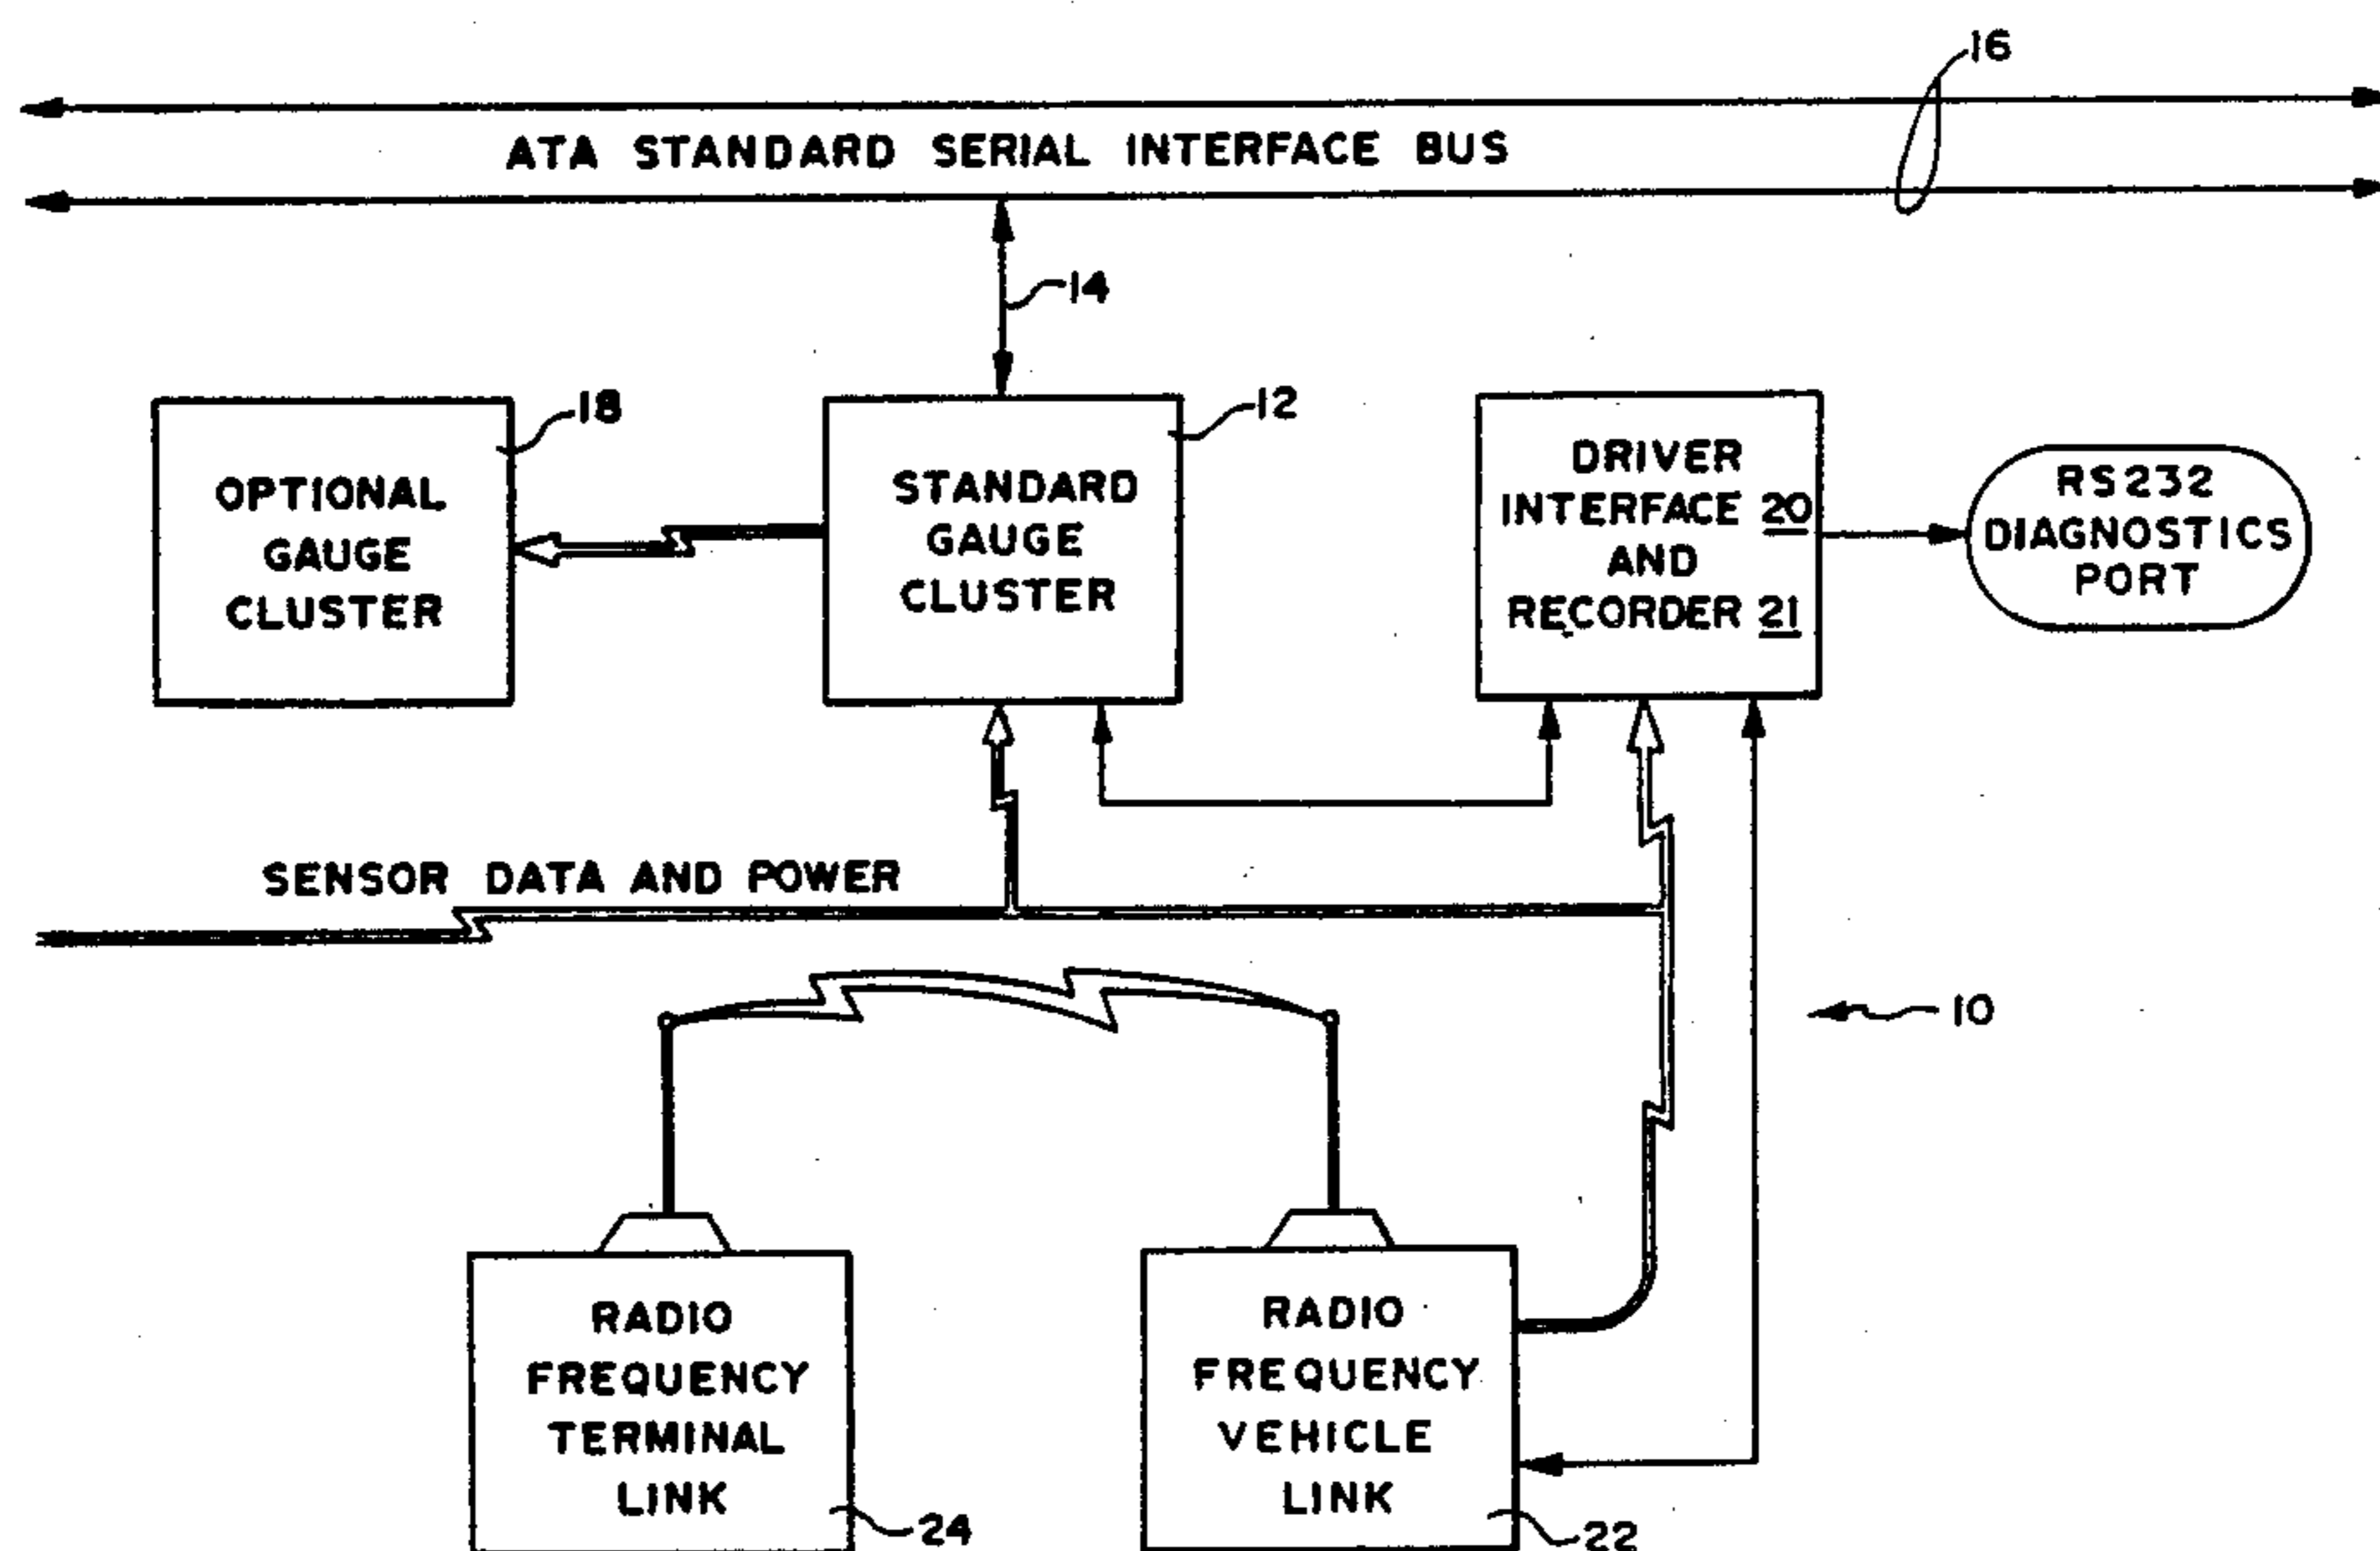 16
ATA STANDARD SERIAL INTERFACE BUS
14
18
OPTIONAL
GAUGE
CLUSTER
12
STANDARD
GAUGE
CLUSTER
DRIVER
INTERFACE 20
AND
RECORDER 21
RS232
DIAGNOSTICS
PORT
SENSOR DATA AND POWER
10
RADIO
FREQUENCY
TERMINAL
LINK
24
RADIO
FREQUENCY
VEHICLE
LINK
22